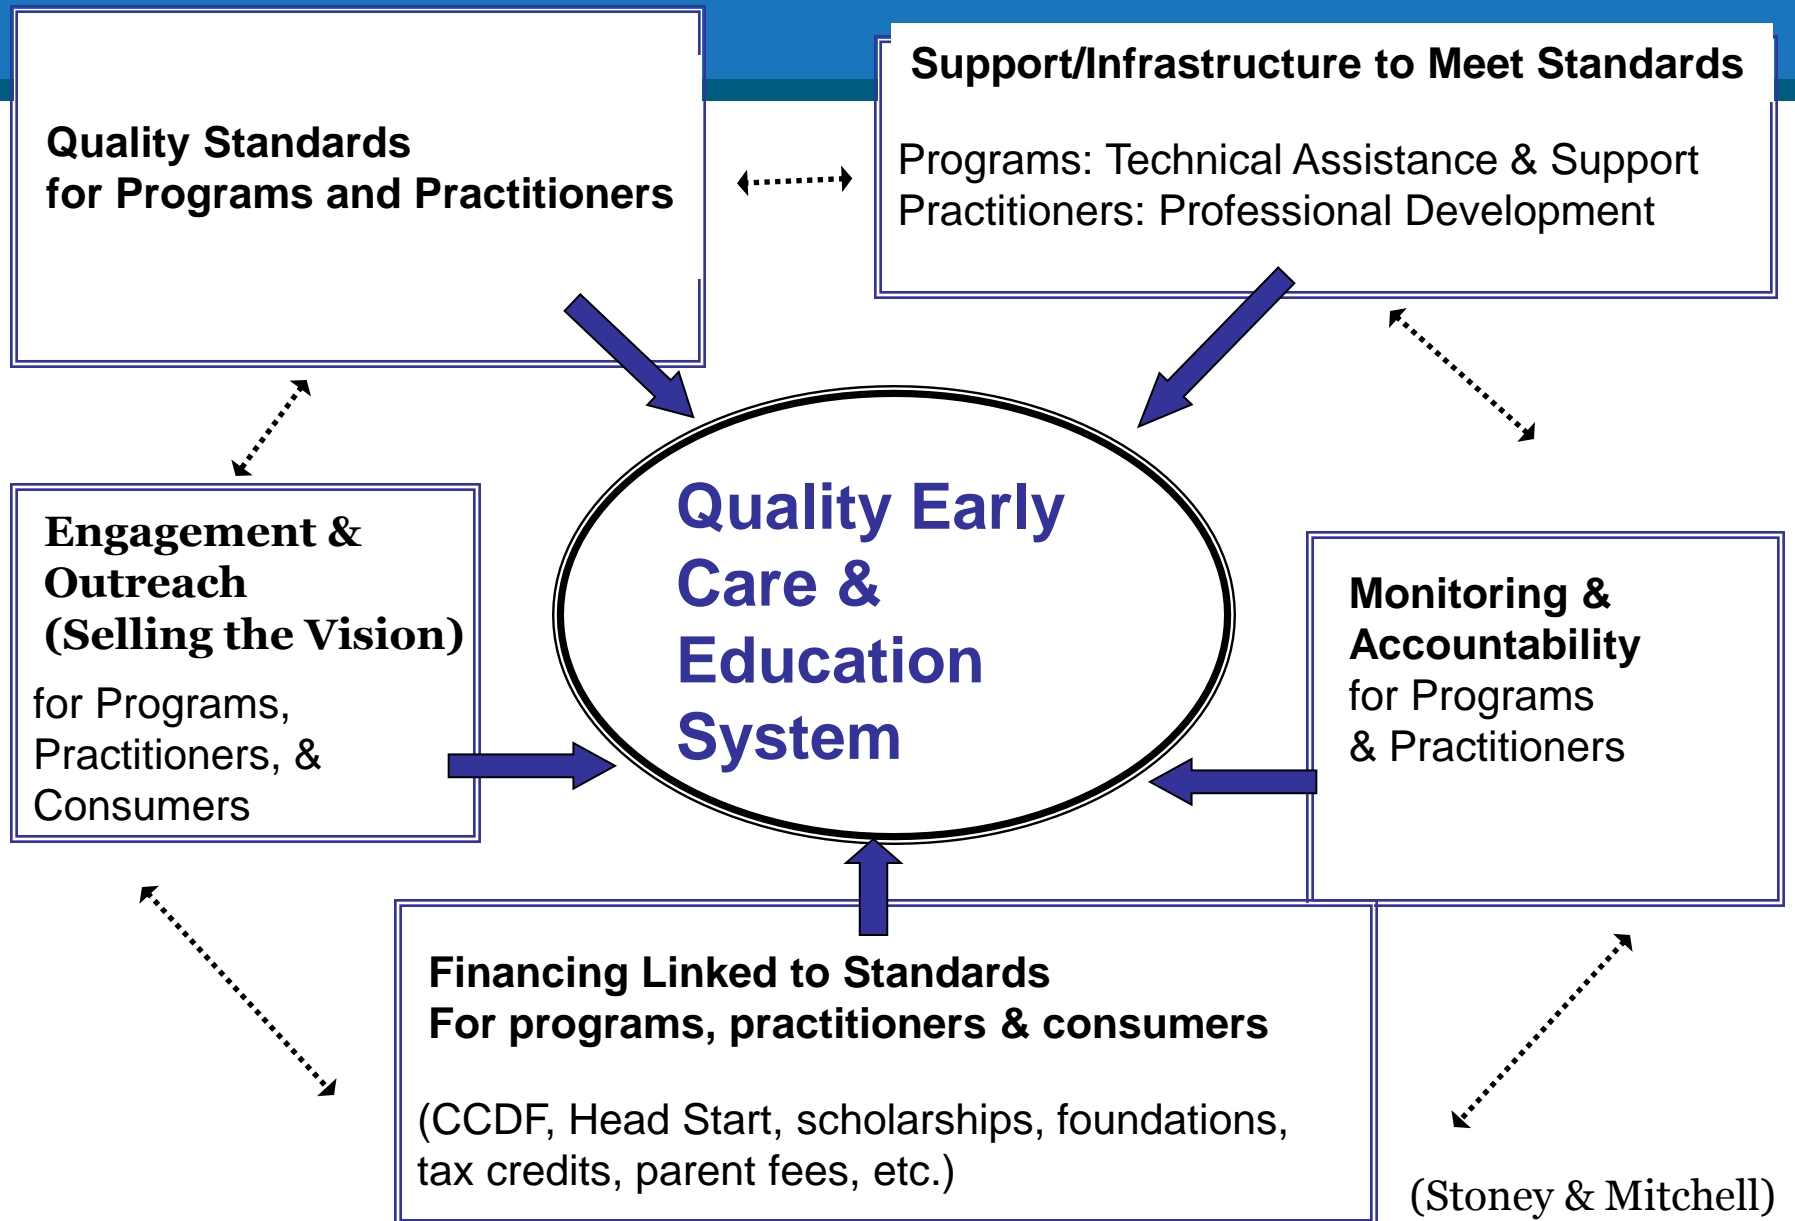 Quality Standards
for Programs and Practitioners
Support/Infrastructure to Meet Standards
Programs: Technical Assistance & Support
Practitioners: Professional Development
Engagement &
Outreach
(Selling the Vision)
for Programs,
Practitioners, &
Consumers
Quality Early
Care &
Education
System
Monitoring &
Accountability
for Programs
& Practitioners
Financing Linked to Standards
For programs, practitioners & consumers
(CCDF, Head Start, scholarships, foundations,
tax credits, parent fees, etc.)
(Stoney & Mitchell)